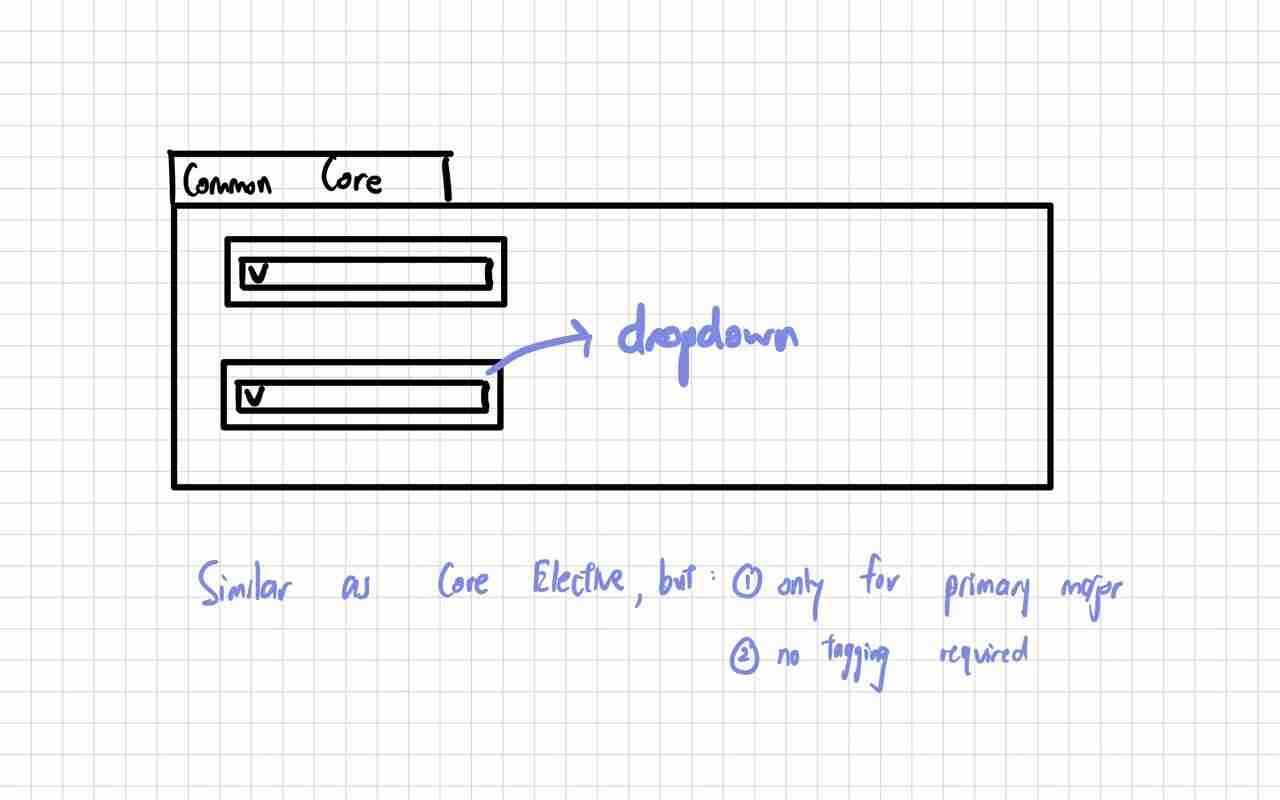 Common Core
V
dropdown
V
Similar as Core Elective, but: ① only for primary major
② no tagging required